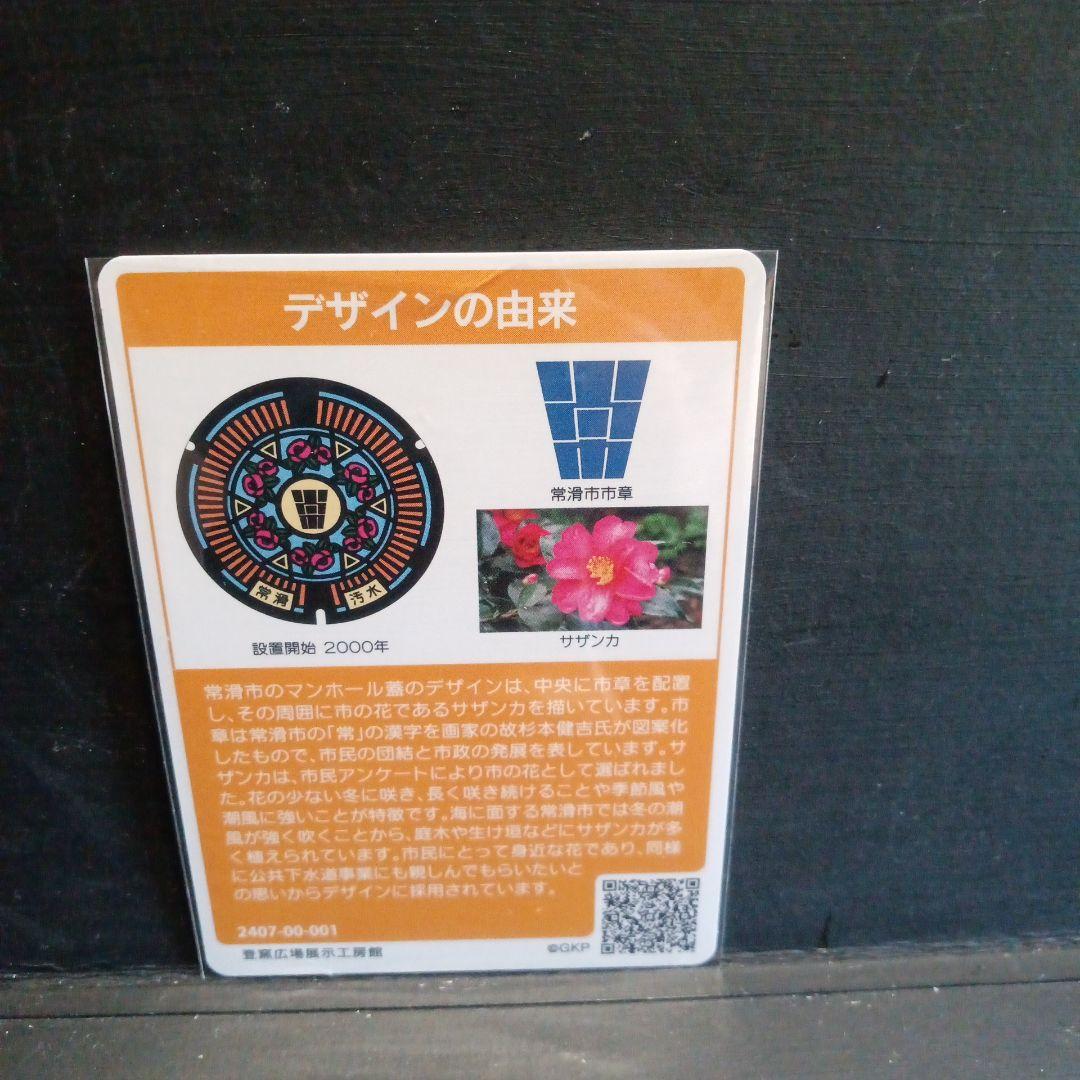 デザインの由来
常滑市市章
常滑
汚水
設置開始 2000年
サザンカ
常滑市のマンホール蓋のデザインは、中央に市章を配置
し、その周囲に市の花であるサザンカを描いています。市
章は常滑市の「常」の漢字を画家の故杉本健吉氏が図案化
したもので、市民の団結と市政の発展を表しています。サ
ザンカは、市民アンケートにより市の花として選ばれまし
た。花の少ない冬に咲き、長く咲き続けることや季節風や
潮風に強いことが特徴です。海に面する常滑市では冬の潮
風が強く吹くことから、庭木や生け垣などにサザンカが多
く植えられています。市民にとって身近な花であり、同様
に公共下水道事業にも親しんでもらいたいと
の思いからデザインに採用されています。
2407-00-001
登窯広場展示工房館
©GKP